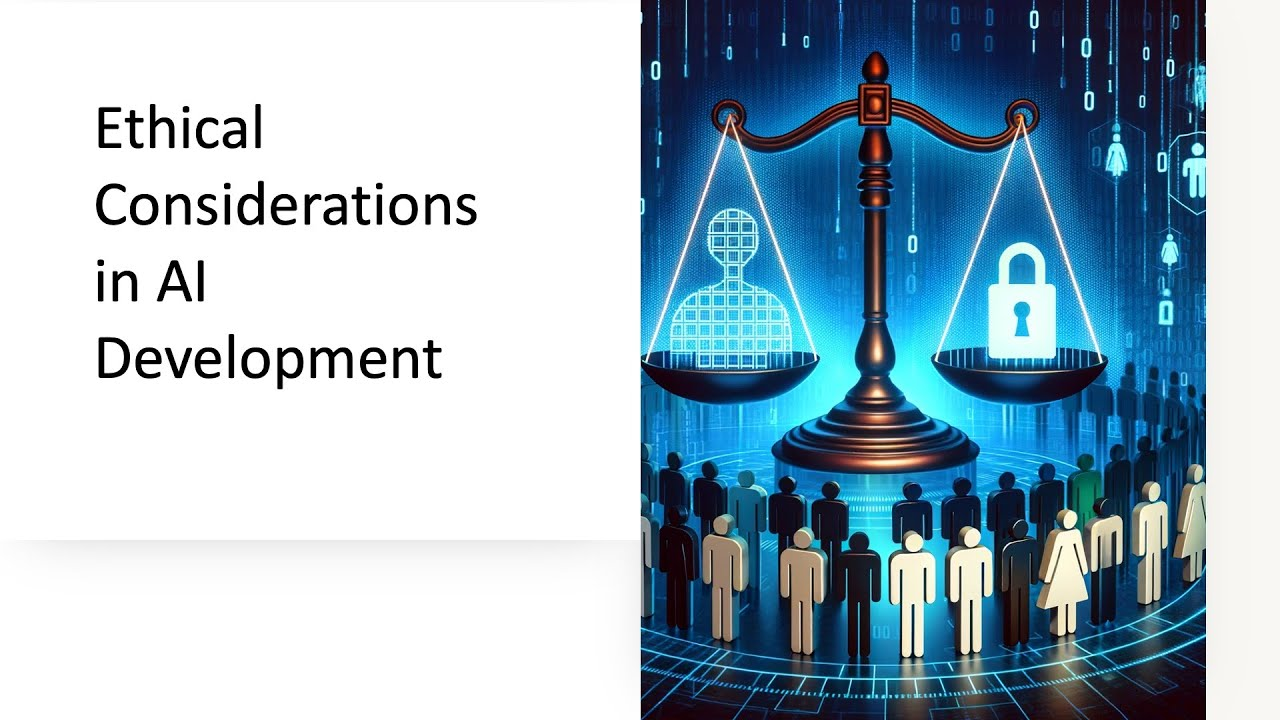 Ethical
Considerations
in AI
Development